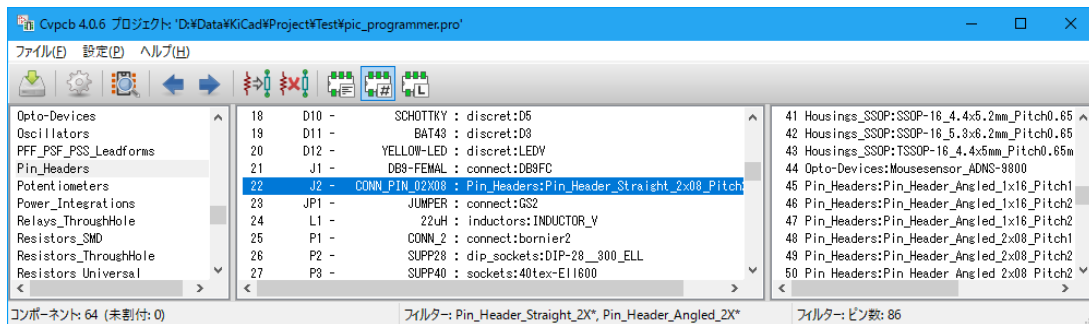 Cvpcb 4.0.6 プロジェクト: 'D:¥Data¥KiCad¥Project¥Test¥pic_programmer.pro'
ファイル(F) 設定(P) ヘルプ(H)
Opto-Devices
Oscillators
PFF_PSF_PSS_Leadforms
Pin_Headers
Potentiometers
Power_Integrations
Relays_ThroughHole
Resistors_SMD
Resistors_ThroughHole
Resistors_Universal
18 D10 - SCHOTTKY : discret:D5
19 D11 - BAT43 : discret:D3
20 D12 - YELLOW-LED : discret:LEDV
21 J1 - DB9-FEMAL : connect:DB9FC
22 J2 - CONN_PIN_02X08 : Pin_Headers:Pin_Header_Straight_2x08_Pitch
23 JP1 - JUMPER : connect:GS2
24 L1 - 22uH : inductors:INDUCTOR_V
25 P1 - CONN_2 : connect:bornier2
26 P2 - SUPP28 : dip_sockets:DIP-28__300_ELL
27 P3 - SUPP40 : sockets:40tex-Ell600
41 Housings_SSOP:SSOP-16_4.4x5.2mm_Pitch0.65
42 Housings_SSOP:SSOP-16_5.3x6.2mm_Pitch0.65
43 Housings_SSOP:TSSOP-16_4.4x5mm_Pitch0.65m
44 Opto-Devices:Mousesensor_ADNS-9800
45 Pin_Headers:Pin_Header_Angled_1x16_Pitch1
46 Pin_Headers:Pin_Header_Angled_1x16_Pitch2
47 Pin_Headers:Pin_Header_Angled_1x16_Pitch2
48 Pin_Headers:Pin_Header_Angled_2x08_Pitch1
49 Pin_Headers:Pin_Header_Angled_2x08_Pitch2
50 Pin_Headers:Pin_Header_Angled_2x08_Pitch2
コンポーネント: 64 (未割付: 0)
フィルター: Pin_Header_Straight_2X*, Pin_Header_Angled_2X*
フィルター: ピン数: 86